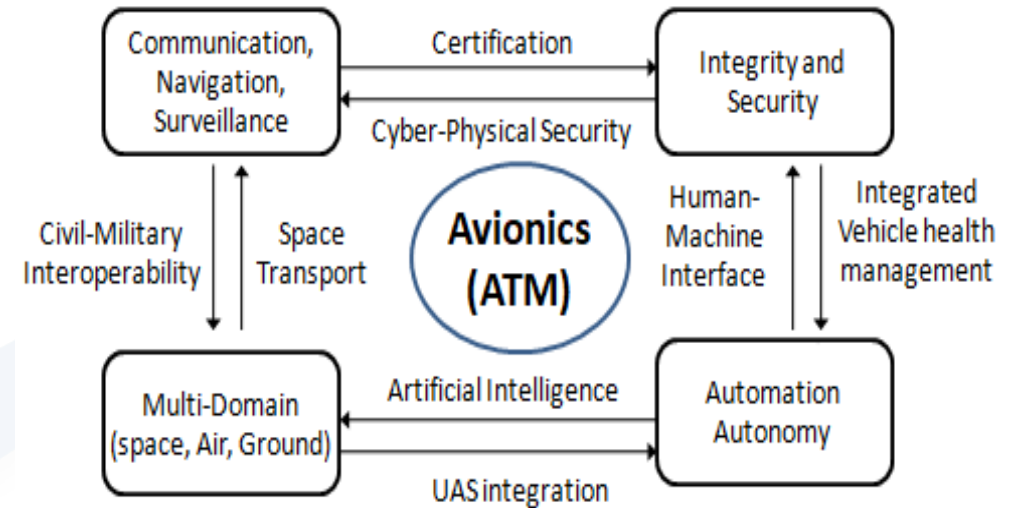 Communication,
Navigation,
Surveillance
Certification
Cyber-Physical Security
Integrity and
Security
Civil-Military
Interoperability
Space
Transport
Avionics
(ATM)
Human-
Machine
Interface
Integrated
Vehicle health
management
Multi-Domain
(space, Air, Ground)
Artificial Intelligence
UAS integration
Automation
Autonomy